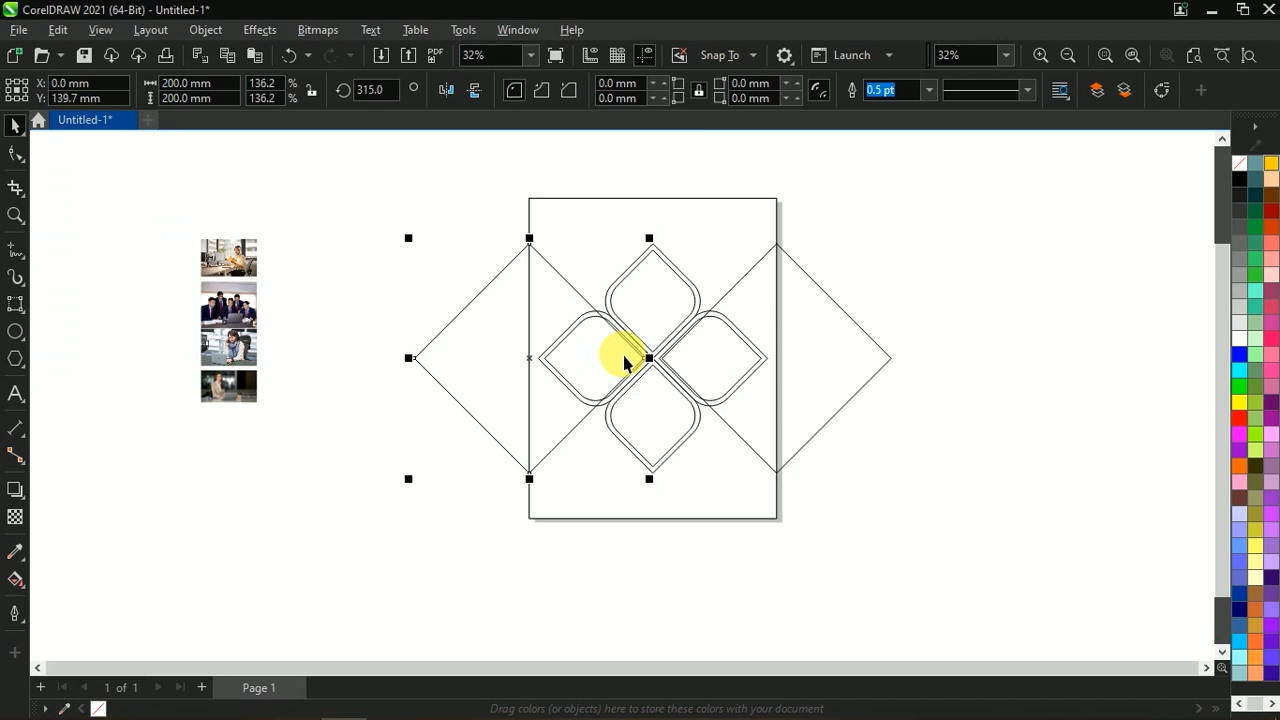 CorelDRAW 2021 (64-Bit) - Untitled-1*
File Edit View Layout Object Effects Bitmaps Text Table Tools Window Help
32% PDF Snap To Launch 32%
X: 0.0 mm 200.0 mm 136.2 % 315.0 0.0 mm 0.0 mm 0.5 pt
Y: 139.7 mm 200.0 mm 136.2 % 0.0 mm 0.0 mm
Untitled-1*
1 of 1 Page 1
Drag colors (or objects) here to store these colors with your document